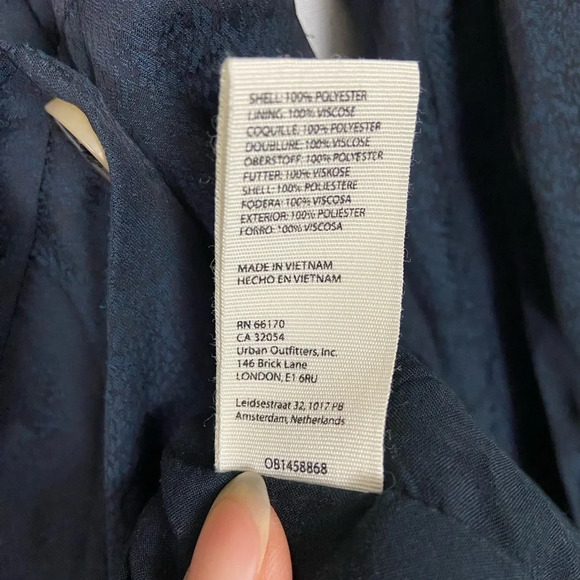 SHELL: 100% POLYESTER
LINING: 100% VISCOSE
COQUILLE: 100% POLYESTER
DOUBLURE: 100% VISCOSE
OBERSTOFF: 100% POLYESTER
FUTTER: 100% VISKOSE
SHELL: 100% POLIESTERE
FODERA: 100% VISCOSA
EXTERIOR: 100% POLIESTER
FORRO: 100% VISCOSA
MADE IN VIETNAM
HECHO EN VIETNAM
RN 66170
CA 32054
Urban Outfitters, Inc.
146 Brick Lane
LONDON, E1 6RU
Leidsestraat 32, 1017 PB
Amsterdam, Netherlands
OB1458868